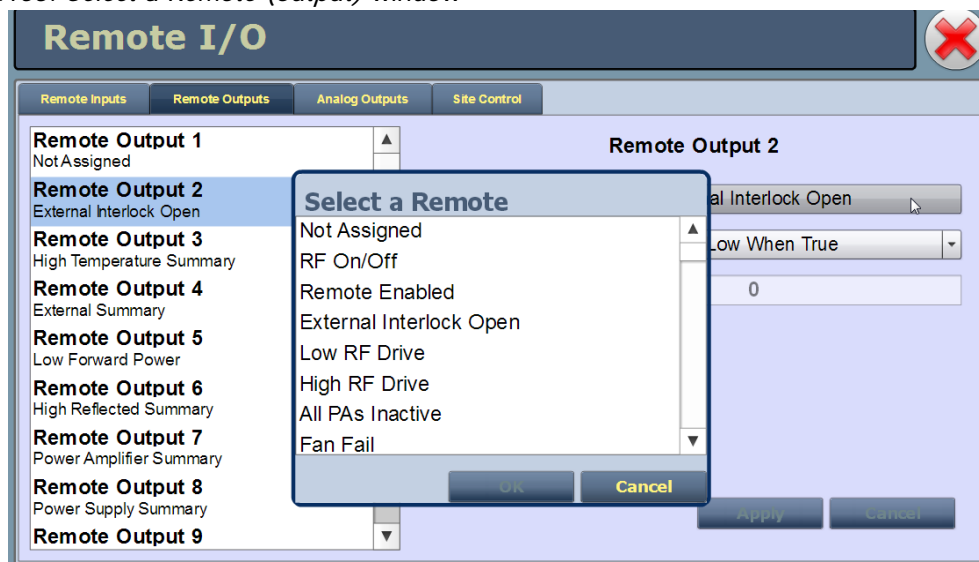 Select a Remote (output) window
Remote I/O
Remote Inputs
Remote Outputs
Analog Outputs
Site Control
Remote Output 1
Not Assigned
Remote Output 2
External Interlock Open
Remote Output 3
High Temperature Summary
Remote Output 4
External Summary
Remote Output 5
Low Forward Power
Remote Output 6
High Reflected Summary
Remote Output 7
Power Amplifier Summary
Remote Output 8
Power Supply Summary
Remote Output 9
Select a Remote
Not Assigned
RF On/Off
Remote Enabled
External Interlock Open
Low RF Drive
High RF Drive
All PAs Inactive
Fan Fail
OK
Cancel
Remote Output 2
al Interlock Open
Low When True
0
Apply
Cancel